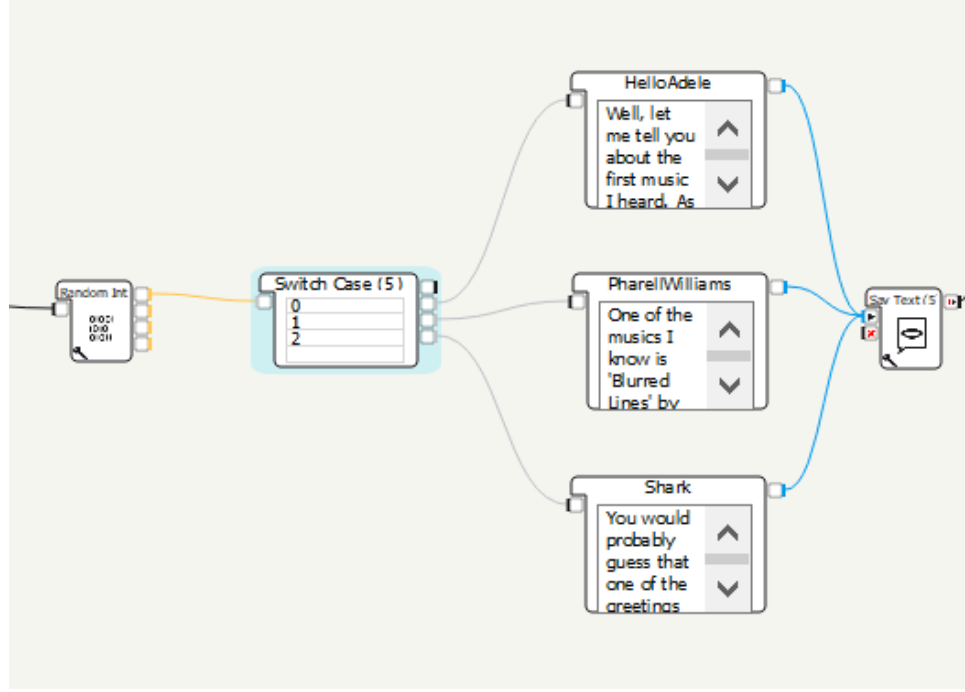 HelloAdele
Well, let
me tell you
about the
first music
I heard. As
Random Int
Switch Case (5)
0
1
2
PharellWilliams
One of the
musics I
know is
'Blurred
Lines' by
Say Text (5
Shark
You would
probably
guess that
one of the
greetings